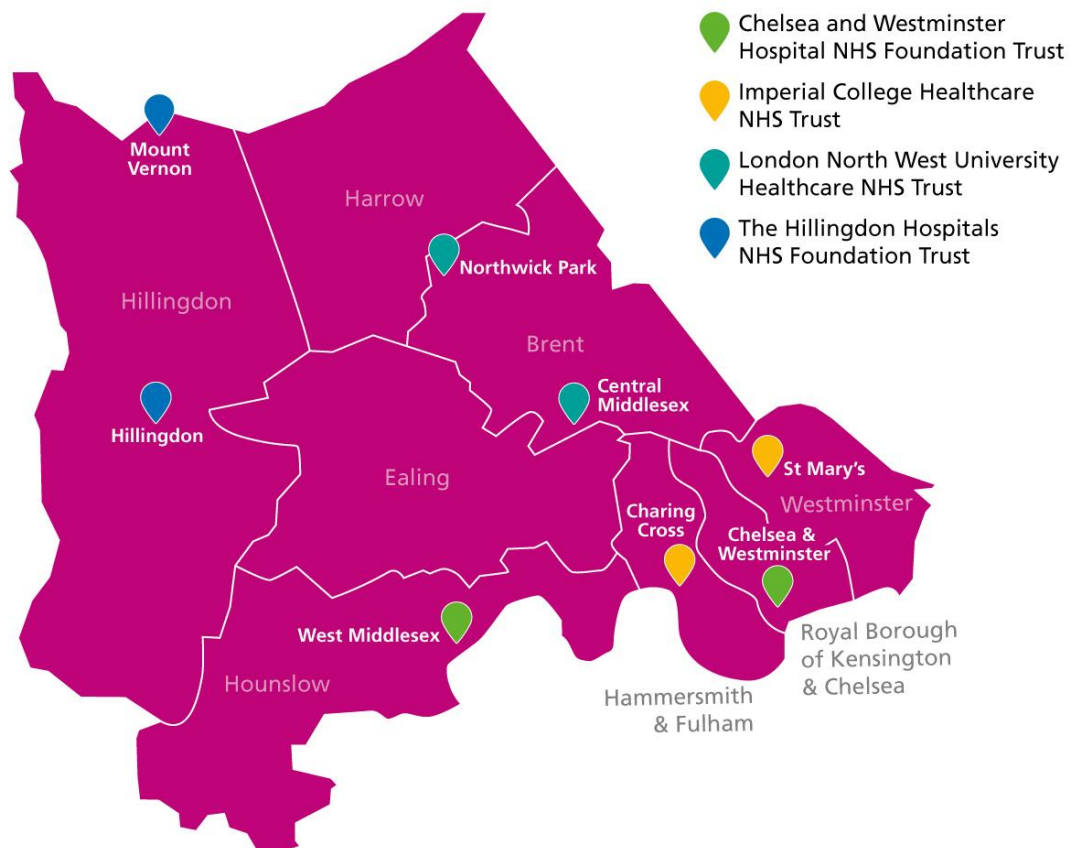 Chelsea and Westminster
Hospital NHS Foundation Trust
Imperial College Healthcare
NHS Trust
London North West University
Healthcare NHS Trust
The Hillingdon Hospitals
NHS Foundation Trust
Mount
Vernon
Harrow
Northwick Park
Hillingdon
Brent
Central
Middlesex
Hillingdon
Ealing
St Mary's
Westminster
Charing
Cross
Chelsea &
Westminster
West Middlesex
Hounslow
Royal Borough
of Kensington
& Chelsea
Hammersmith
& Fulham